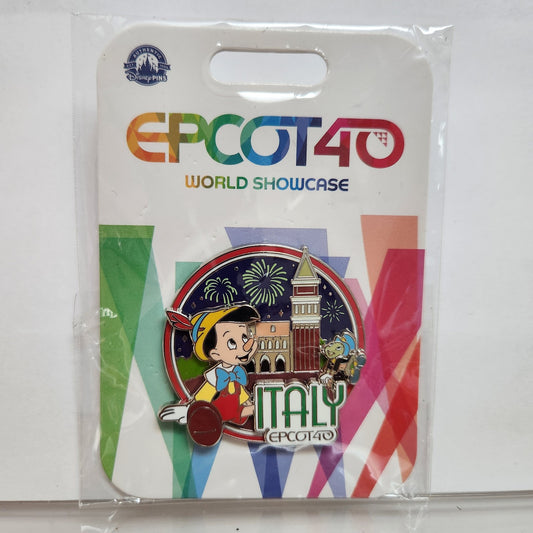 AUTHENTIC
Disney PINS
EPCOT40
WORLD SHOWCASE
ITALY
EPCOT40